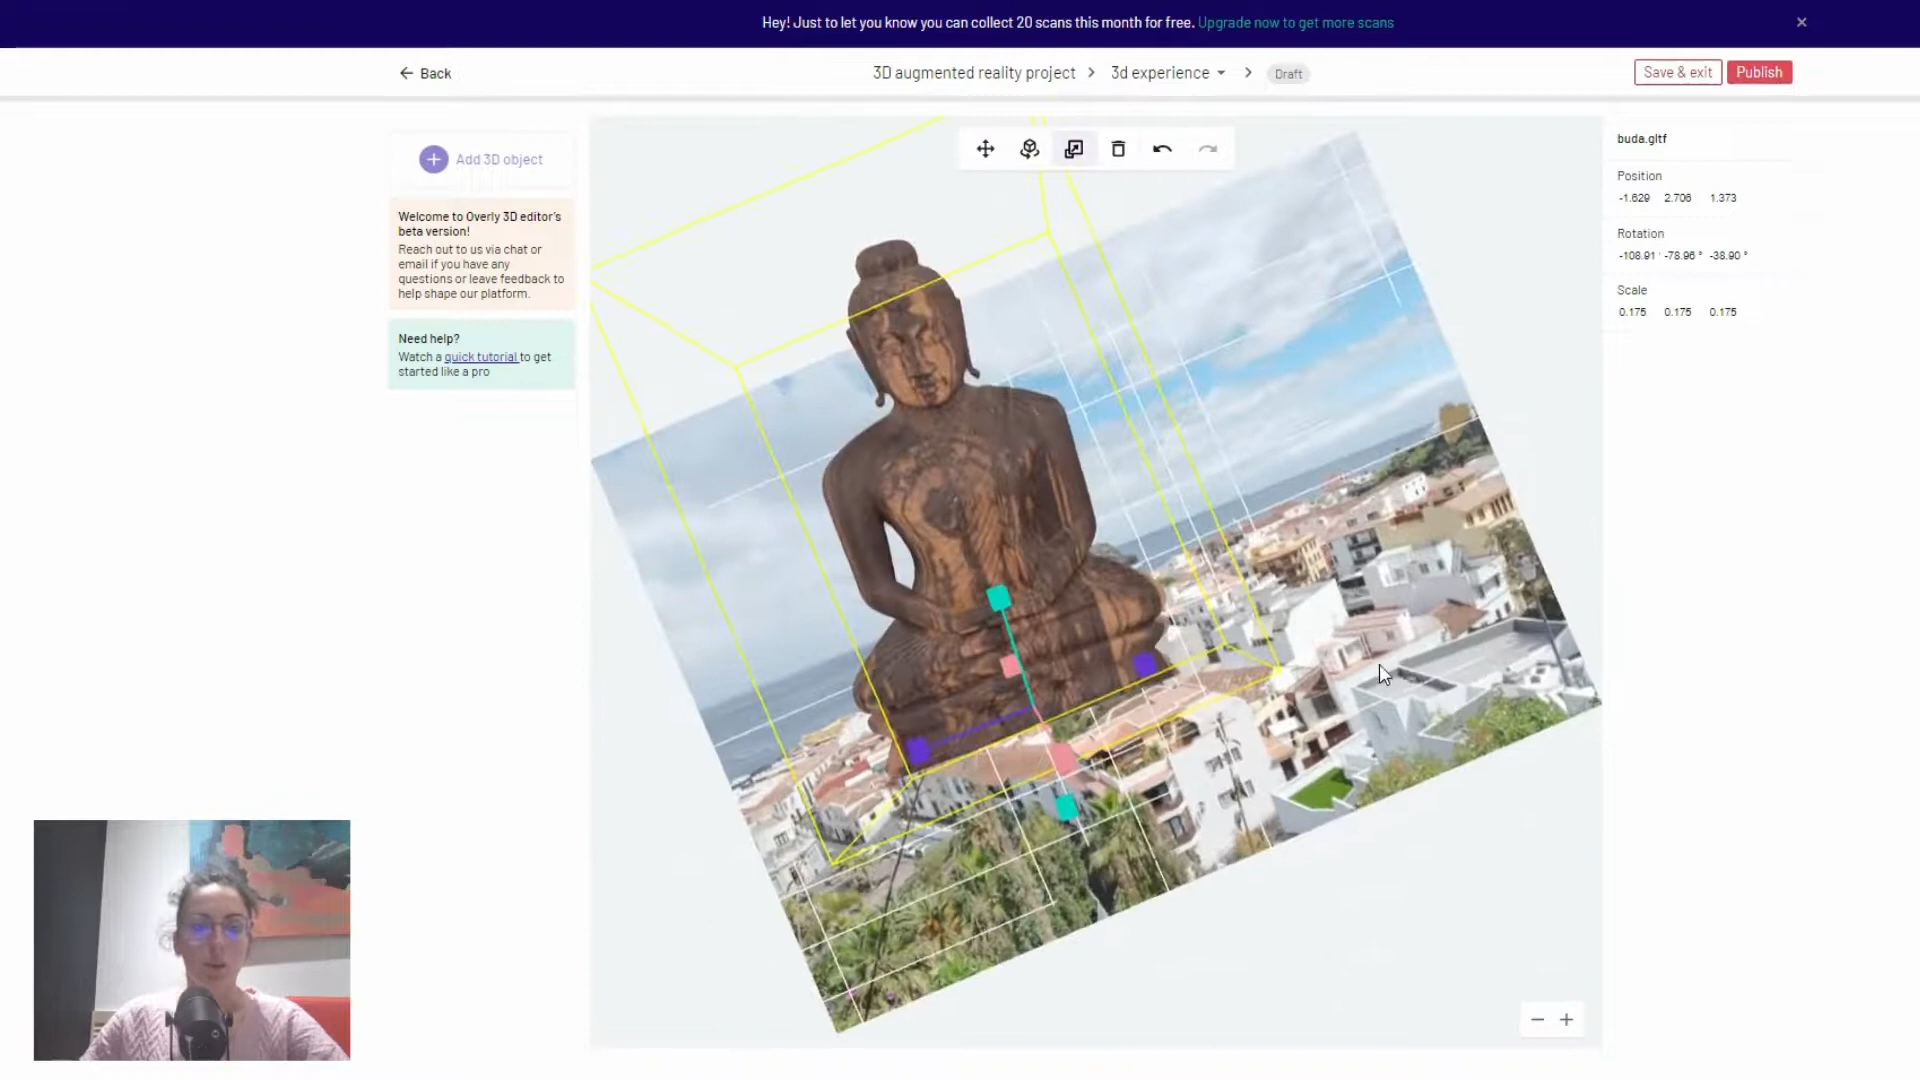 Hey! Just to let you know you can collect 20 scans this month for free. Upgrade now to get more scans
Back
3D augmented reality project
3d experience
Draft
Save & exit
Publish
Add 3D object
Welcome to Overly 3D editor's
beta version!
Reach out to us via chat or
email if you have any
questions or leave feedback to
help shape our platform.
Need help?
Watch a quick tutorial to get
started like a pro
buda.gltf
Position
-1.629 2.706 1.373
Rotation
-108.91° -78.96° -38.90°
Scale
0.175 0.175 0.175